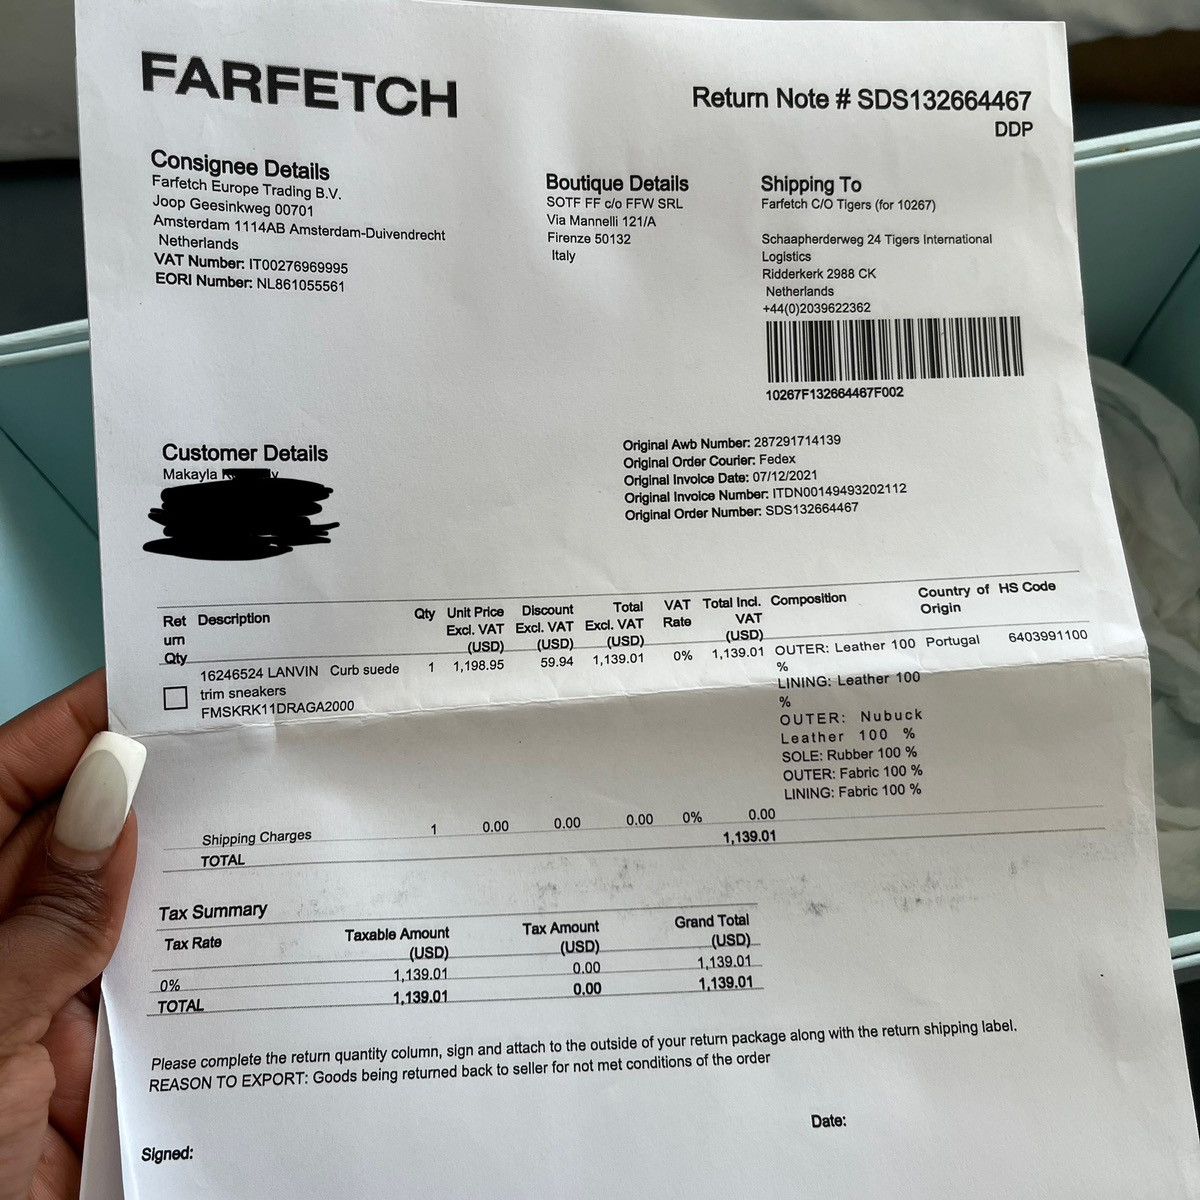 FARFETCH
Return Note # SDS132664467
DDP
Consignee Details
Farfetch Europe Trading B.V.
Joop Geesinkweg 00701
Amsterdam 1114AB Amsterdam-Duivendrecht
Netherlands
VAT Number: IT00276969995
EORI Number: NL861055561
Boutique Details
SOTF FF c/o FFW SRL
Via Mannelli 121/A
Firenze 50132
Italy
Shipping To
Farfetch C/O Tigers (for 10267)
Schaapherderweg 24 Tigers International
Logistics
Ridderkerk 2988 CK
Netherlands
+44(0)2039622362
10267F132664467F002
Customer Details
Makayla
Original Awb Number: 287291714139
Original Order Courier: Fedex
Original Invoice Date: 07/12/2021
Original Invoice Number: ITDN00149493202112
Original Order Number: SDS132664467
Ret Description Qty Unit Price Discount Total VAT Total Incl. Composition Country of HS Code
urn Excl. VAT Excl. VAT Excl. VAT Rate VAT Origin
Qty (USD) (USD) (USD) (USD)
16246524 LANVIN Curb suede 1 1,198.95 59.94 1,139.01 0% 1,139.01 OUTER: Leather 100 Portugal 6403991100
trim sneakers %
FMSKRK11DRAGA2000 LINING: Leather 100
%
OUTER: Nubuck
Leather 100 %
SOLE: Rubber 100 %
OUTER: Fabric 100 %
LINING: Fabric 100 %
Shipping Charges 1 0.00 0.00 0.00 0% 0.00
TOTAL 1,139.01
Tax Summary
Tax Rate Taxable Amount Tax Amount Grand Total
(USD) (USD) (USD)
0% 1,139.01 0.00 1,139.01
TOTAL 1,139.01 0.00 1,139.01
Please complete the return quantity column, sign and attach to the outside of your return package along with the return shipping label.
REASON TO EXPORT: Goods being returned back to seller for not met conditions of the order
Date:
Signed: